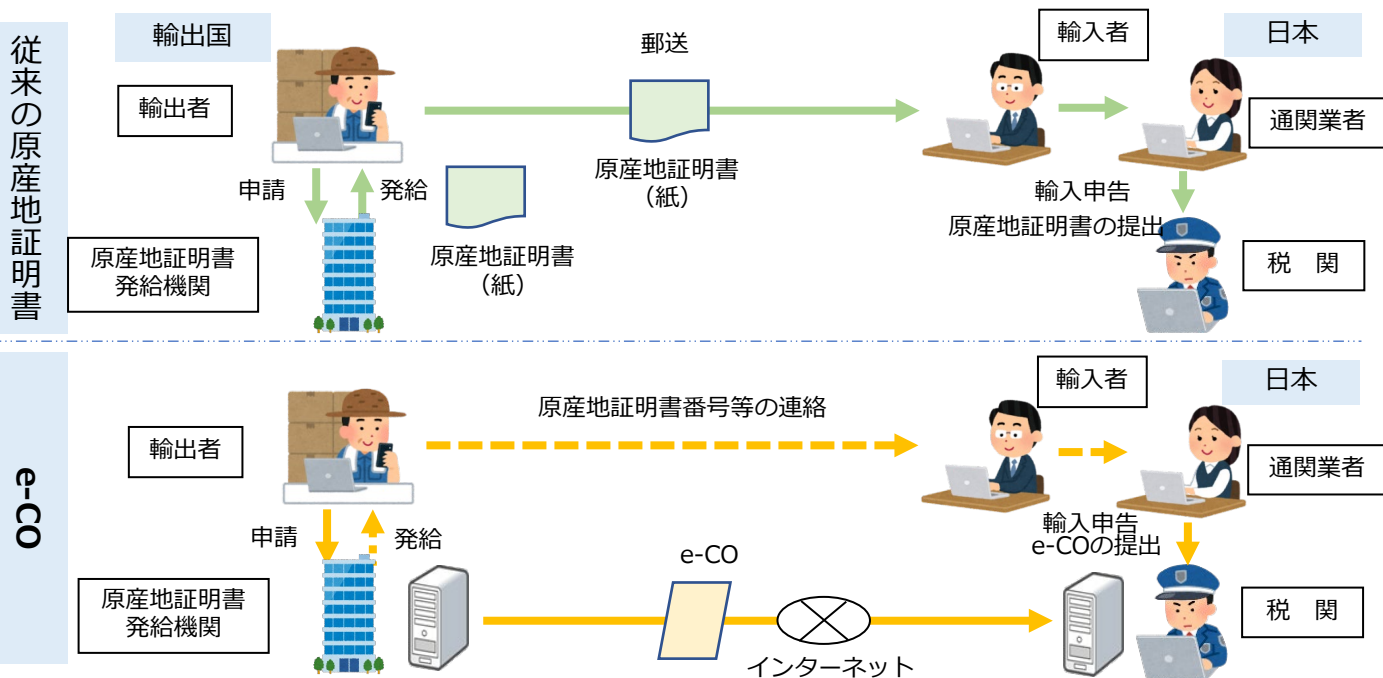 従来の原産地証明書
輸出国
輸出者
申請
発給
原産地証明書
発給機関
原産地証明書
（紙）
郵送
原産地証明書
（紙）
輸入者
日本
通関業者
輸入申告
原産地証明書の提出
税　関
e-CO
輸出者
申請
発給
原産地証明書
発給機関
原産地証明書番号等の連絡
e-CO
インターネット
輸入者
日本
通関業者
輸入申告
e-COの提出
税　関